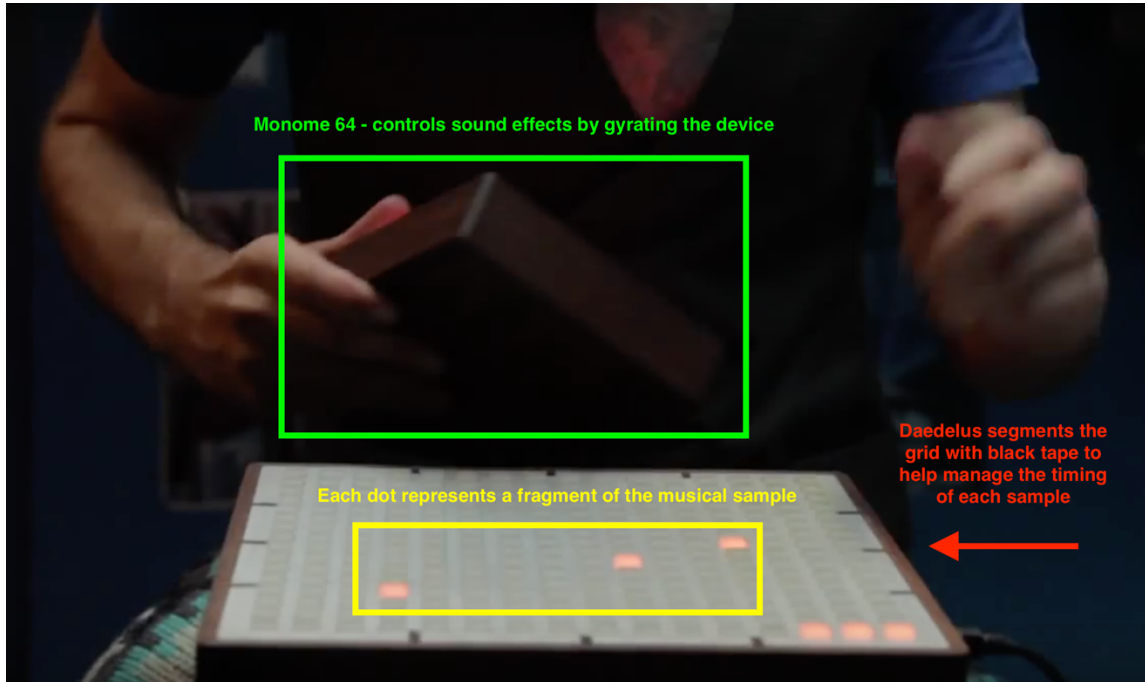 Monome 64 - controls sound effects by gyrating the device
Daedelus segments the
grid with black tape to
help manage the timing
of each sample
Each dot represents a fragment of the musical sample